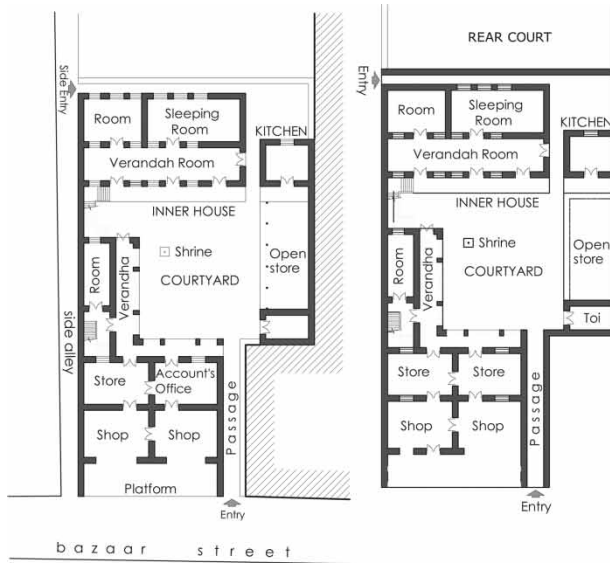 Side Entry
Room
Sleeping
Room
KITCHEN
Verandah Room
INNER HOUSE
Shrine
COURTYARD
Open
store
Room
Verandha
side alley
Store
Account's
Office
Shop
Shop
Passage
Platform
Entry
bazaar street
REAR COURT
Entry
Room
Sleeping
Room
KITCHEN
Verandah Room
INNER HOUSE
Shrine
COURTYARD
Open
store
Room
Verandha
Toi
Store
Store
Shop
Shop
Passage
Entry